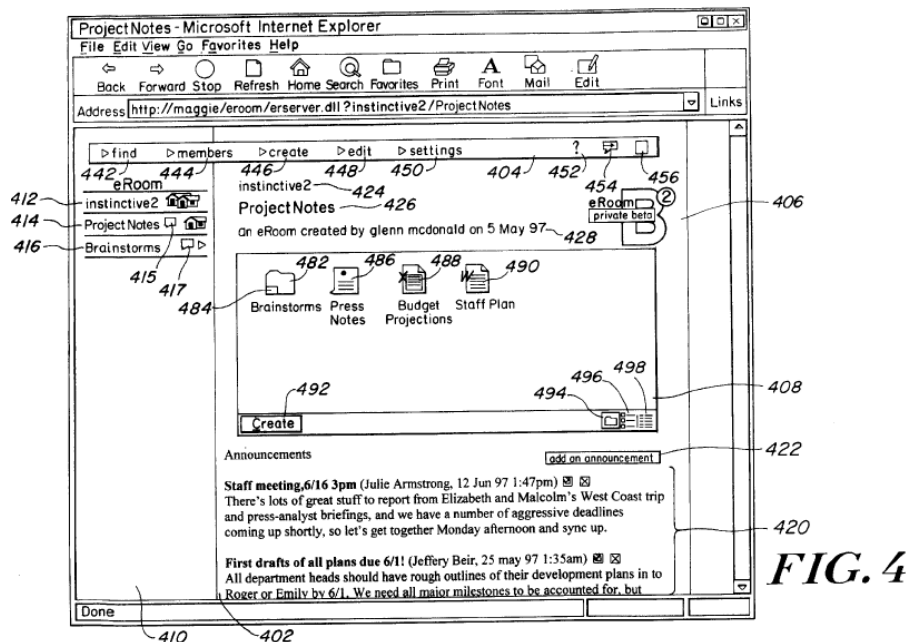 ProjectNotes - Microsoft Internet Explorer
File Edit View Go Favorites Help
Back Forward Stop Refresh Home Search Favorites Print Font Mail Edit
Address http://maggie/eroom/erserver.dll?instinctive2/ProjectNotes Links
find members create edit settings ?
442 444 446 448 450 404 452 454 456
eRoom
412 instinctive2
414 ProjectNotes
416 Brainstorms
415
417
instinctive2 424
ProjectNotes 426
an eRoom created by glenn mcdonald on 5 May 97 428
eRoom 2
private beta
B
406
482 486 488 490
484
X W
Brainstorms Press Notes Budget Projections Staff Plan
492 494 496 498
408
Create
Announcements
add an announcement 422
Staff meeting,6/16 3pm (Julie Armstrong, 12 Jun 97 1:47pm)
There's lots of great stuff to report from Elizabeth and Malcolm's West Coast trip
and press-analyst briefings, and we have a number of aggressive deadlines
coming up shortly, so let's get together Monday afternoon and sync up.
420
First drafts of all plans due 6/1! (Jeffery Beir, 25 may 97 1:35am)
All department heads should have rough outlines of their development plans in to
Roger or Emily by 6/1. We need all major milestones to be accounted for, but
Done
410 402
FIG. 4